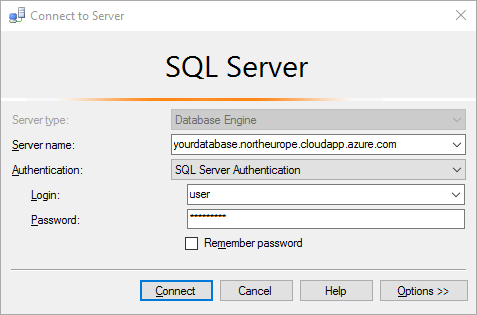 Connect to Server
SQL Server
Server type: Database Engine
Server name: yourdatabase.northeurope.cloudapp.azure.com
Authentication: SQL Server Authentication
Login: user
Password: *********
Remember password
Connect Cancel Help Options >>